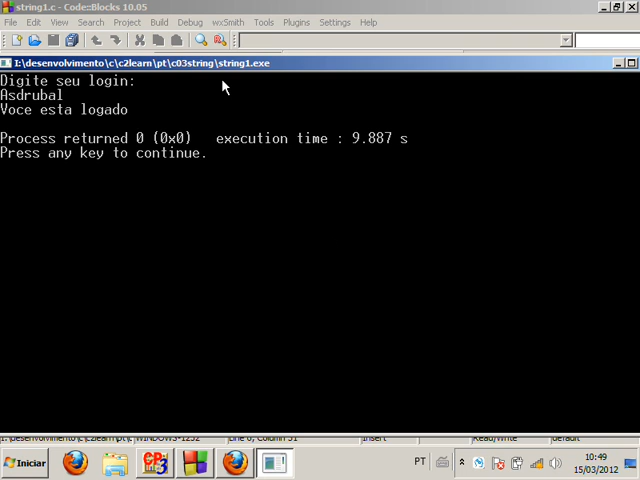 string1.c - Code::Blocks 10.05
File Edit View Search Project Build Debug wxSmith Tools Plugins Settings Help
I:\desenvolvimento\c\c2learn\pt\c03string\string1.exe
Digite seu login:
Asdrubal
Voce esta logado
Process returned 0 (0x0) execution time : 9.887 s
Press any key to continue.
I:\desenvolvimento\c\c2learn\pt\c WINDOWS-1252 Line 6, Column 31 Insert Read/Write default
Iniciar PT 10:49
15/03/2012